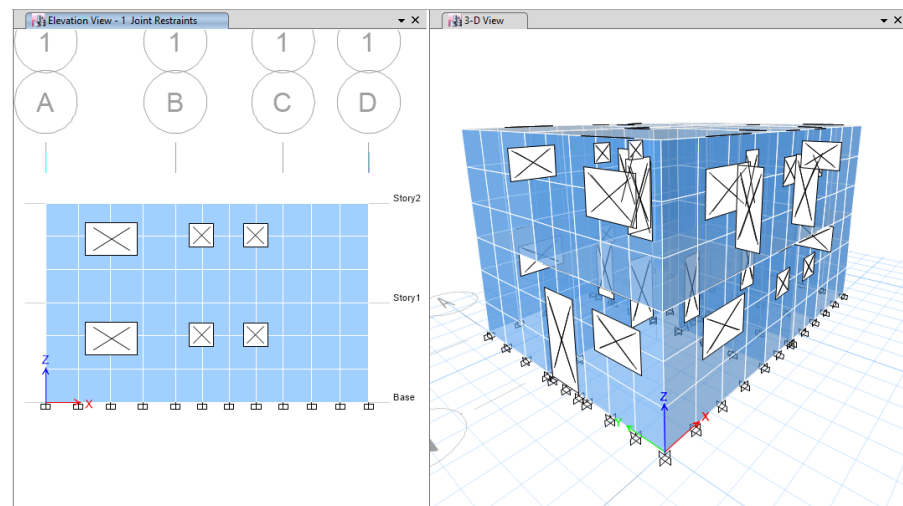 Elevation View - 1 Joint Restraints
1 1 1 1
A B C D
Story2
Story1
Z
X
Base
3-D View
A
Z
X
Y